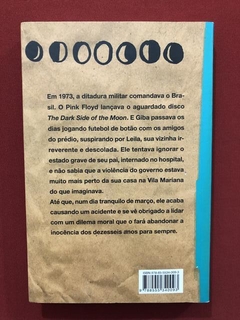 Em 1973, a ditadura militar comandava o Bra-
sil. O Pink Floyd lançava o aguardado disco
The Dark Side of the Moon. E Giba passava os
dias jogando futebol de botão com os amigos
do prédio, suspirando por Leila, sua vizinha ir-
reverente e descolada. Ele tentava ignorar o
estado grave de seu pai, internado no hospital,
e não sabia que a violência do governo estava
muito mais perto da sua casa na Vila Mariana
do que imaginava.
Até que, num dia tranquilo de março, ele acaba
causando um acidente e se vê obrigado a lidar
com um dilema moral que o fará abandonar a
inocência dos dezesseis anos para sempre.